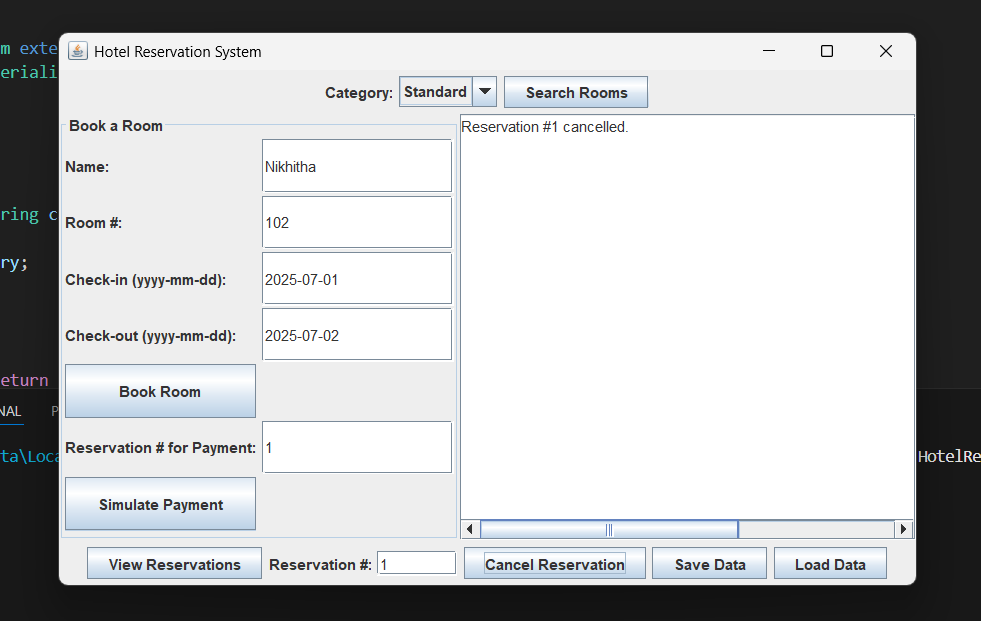 Hotel Reservation System
m exte
eriali
ring c
ry;
eturn
NAL P
ta\Loca
HotelRe
Category: Standard Search Rooms
Book a Room
Name: Nikhitha
Room #: 102
Check-in (yyyy-mm-dd): 2025-07-01
Check-out (yyyy-mm-dd): 2025-07-02
Book Room
Reservation # for Payment: 1
Simulate Payment
Reservation #1 cancelled.
View Reservations Reservation #: 1 Cancel Reservation Save Data Load Data